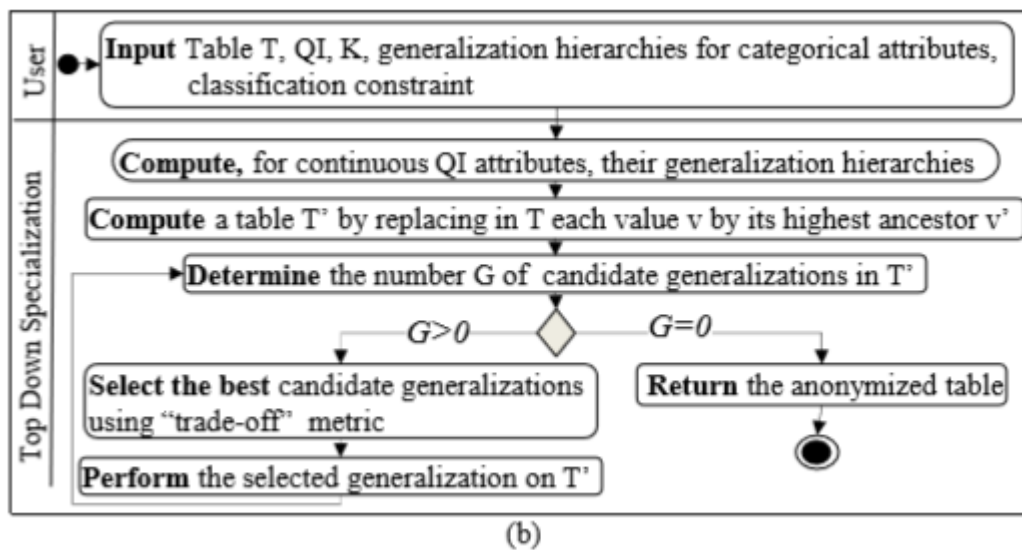 User
Input Table T, QI, K, generalization hierarchies for categorical attributes,
classification constraint
Top Down Specialization
Compute, for continuous QI attributes, their generalization hierarchies
Compute a table T’ by replacing in T each value v by its highest ancestor v’
Determine the number G of candidate generalizations in T’
G>0
G=0
Select the best candidate generalizations
using “trade-off” metric
Return the anonymized table
Perform the selected generalization on T’
(b)